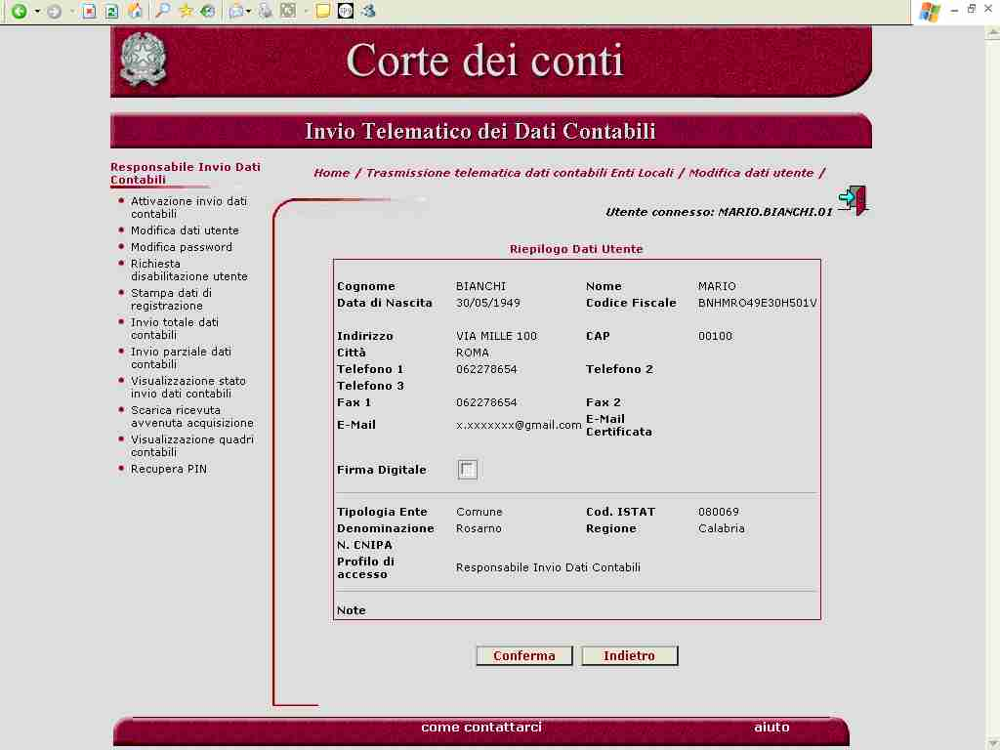 Corte dei conti
Invio Telematico dei Dati Contabili
Responsabile Invio Dati
Contabili
Attivazione invio dati
contabili
Modifica dati utente
Modifica password
Richiesta
disabilitazione utente
Stampa dati di
registrazione
Invio totale dati
contabili
Invio parziale dati
contabili
Visualizzazione stato
invio dati contabili
Scarica ricevuta
avvenuta acquisizione
Visualizzazione quadri
contabili
Recupera PIN
Home / Trasmissione telematica dati contabili Enti Locali / Modifica dati utente /
Utente connesso: MARIO.BIANCHI.01
Riepilogo Dati Utente
Cognome BIANCHI Nome MARIO
Data di Nascita 30/05/1949 Codice Fiscale BNHMRO49E30H501V
Indirizzo VIA MILLE 100 CAP 00100
Città ROMA
Telefono 1 062278654 Telefono 2
Telefono 3
Fax 1 062278654 Fax 2
E-Mail x.xxxxxxx@gmail.com E-Mail
Certificata
Firma Digitale
Tipologia Ente Comune Cod. ISTAT 080069
Denominazione Rosarno Regione Calabria
N. CNIPA
Profilo di
accesso Responsabile Invio Dati Contabili
Note
Conferma Indietro
come contattarci aiuto